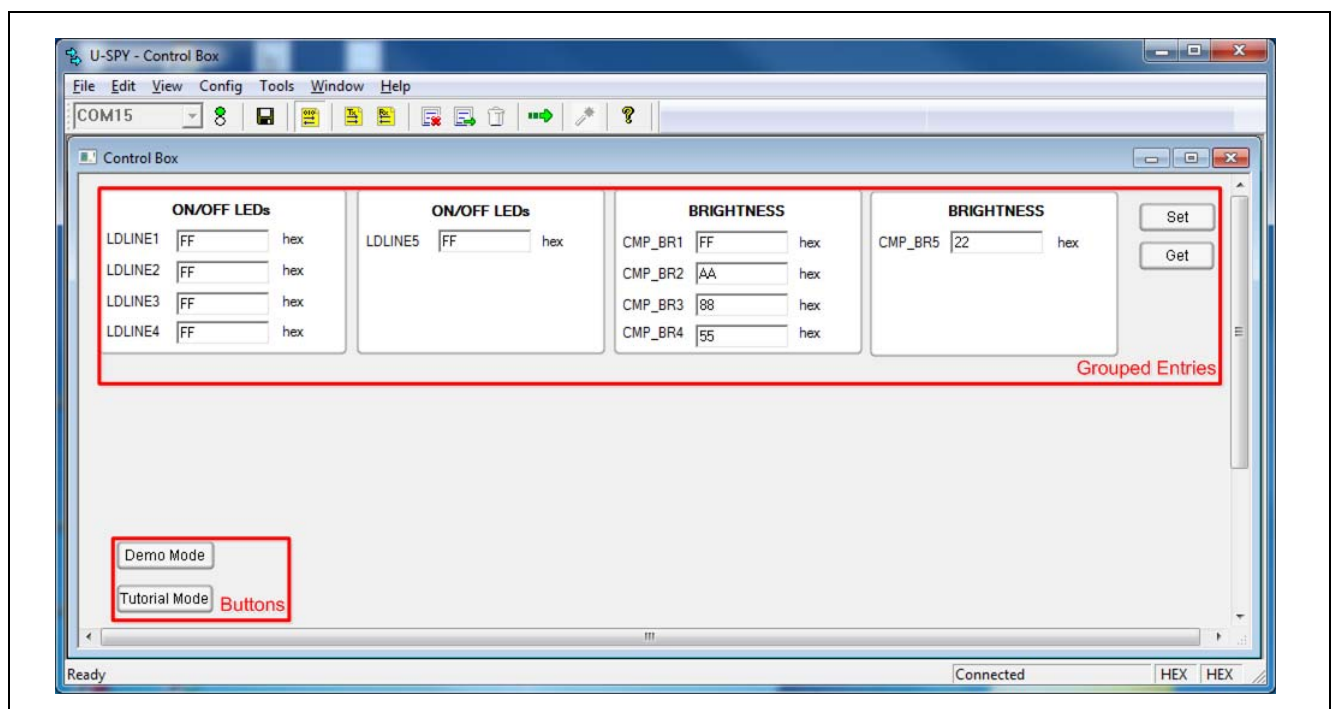 U-SPY - Control Box
File Edit View Config Tools Window Help
COM15
Control Box
ON/OFF LEDs
LDLINE1 FF hex
LDLINE2 FF hex
LDLINE3 FF hex
LDLINE4 FF hex
ON/OFF LEDs
LDLINE5 FF hex
BRIGHTNESS
CMP_BR1 FF hex
CMP_BR2 AA hex
CMP_BR3 88 hex
CMP_BR4 55 hex
BRIGHTNESS
CMP_BR5 22 hex
Set
Get
Grouped Entries
Demo Mode
Tutorial Mode
Buttons
Ready Connected HEX HEX